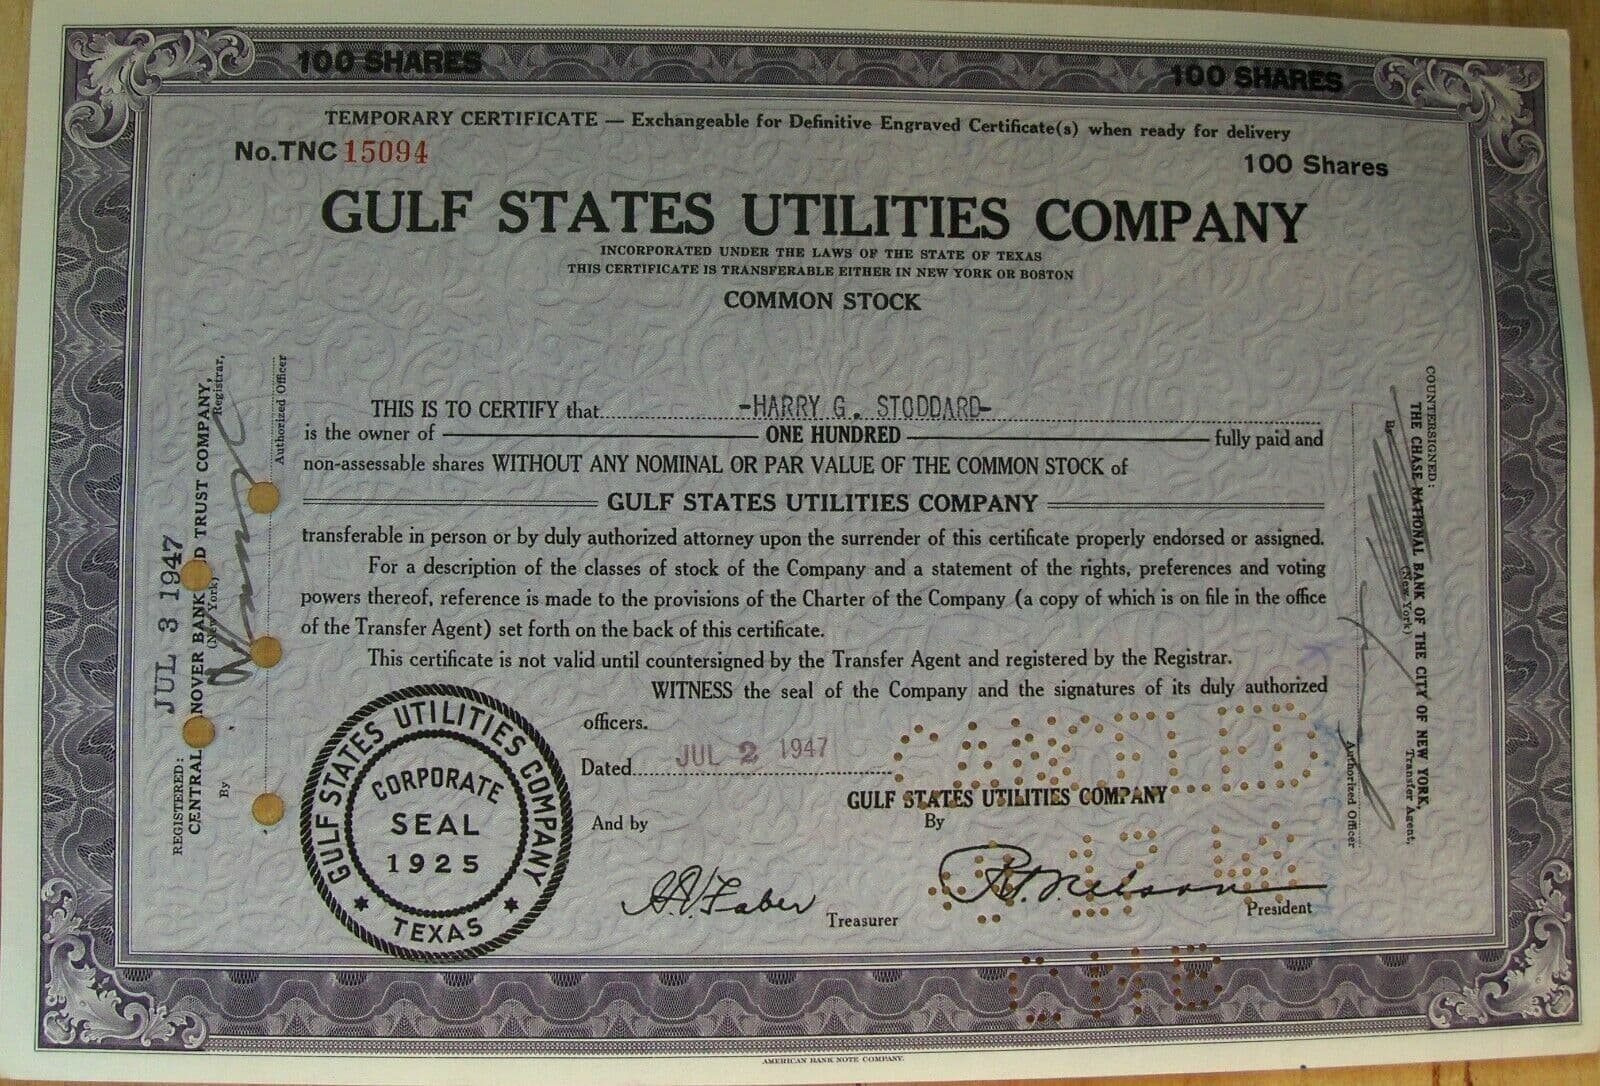 100 SHARES 100 SHARES
TEMPORARY CERTIFICATE — Exchangeable for Definitive Engraved Certificate(s) when ready for delivery
No.TNC 15094 100 Shares
GULF STATES UTILITIES COMPANY
INCORPORATED UNDER THE LAWS OF THE STATE OF TEXAS
THIS CERTIFICATE IS TRANSFERABLE EITHER IN NEW YORK OR BOSTON
COMMON STOCK
THIS IS TO CERTIFY that -HARRY G. STODDARD-
is the owner of ONE HUNDRED fully paid and
non-assessable shares WITHOUT ANY NOMINAL OR PAR VALUE OF THE COMMON STOCK of
GULF STATES UTILITIES COMPANY
transferable in person or by duly authorized attorney upon the surrender of this certificate properly endorsed or assigned.
For a description of the classes of stock of the Company and a statement of the rights, preferences and voting
powers thereof, reference is made to the provisions of the Charter of the Company (a copy of which is on file in the office
of the Transfer Agent) set forth on the back of this certificate.
This certificate is not valid until countersigned by the Transfer Agent and registered by the Registrar.
WITNESS the seal of the Company and the signatures of its duly authorized
officers.
Dated JUL 2 1947
GULF STATES UTILITIES COMPANY
And by By
H.V. Faber Treasurer
R.S. Nelson President
CANCELLED
GULF STATES UTILITIES COMPANY
TEXAS
CORPORATE
SEAL
1925
JUL 3 1947
REGISTERED:
CENTRAL NOVER BANK D TRUST COMPANY,
(New York) Registrar,
By
Authorized Officer
COUNTERSIGNED:
THE CHASE NATIONAL BANK OF THE CITY OF NEW YORK,
(New York) Transfer Agent,
By
Authorized Officer
AMERICAN BANK NOTE COMPANY.